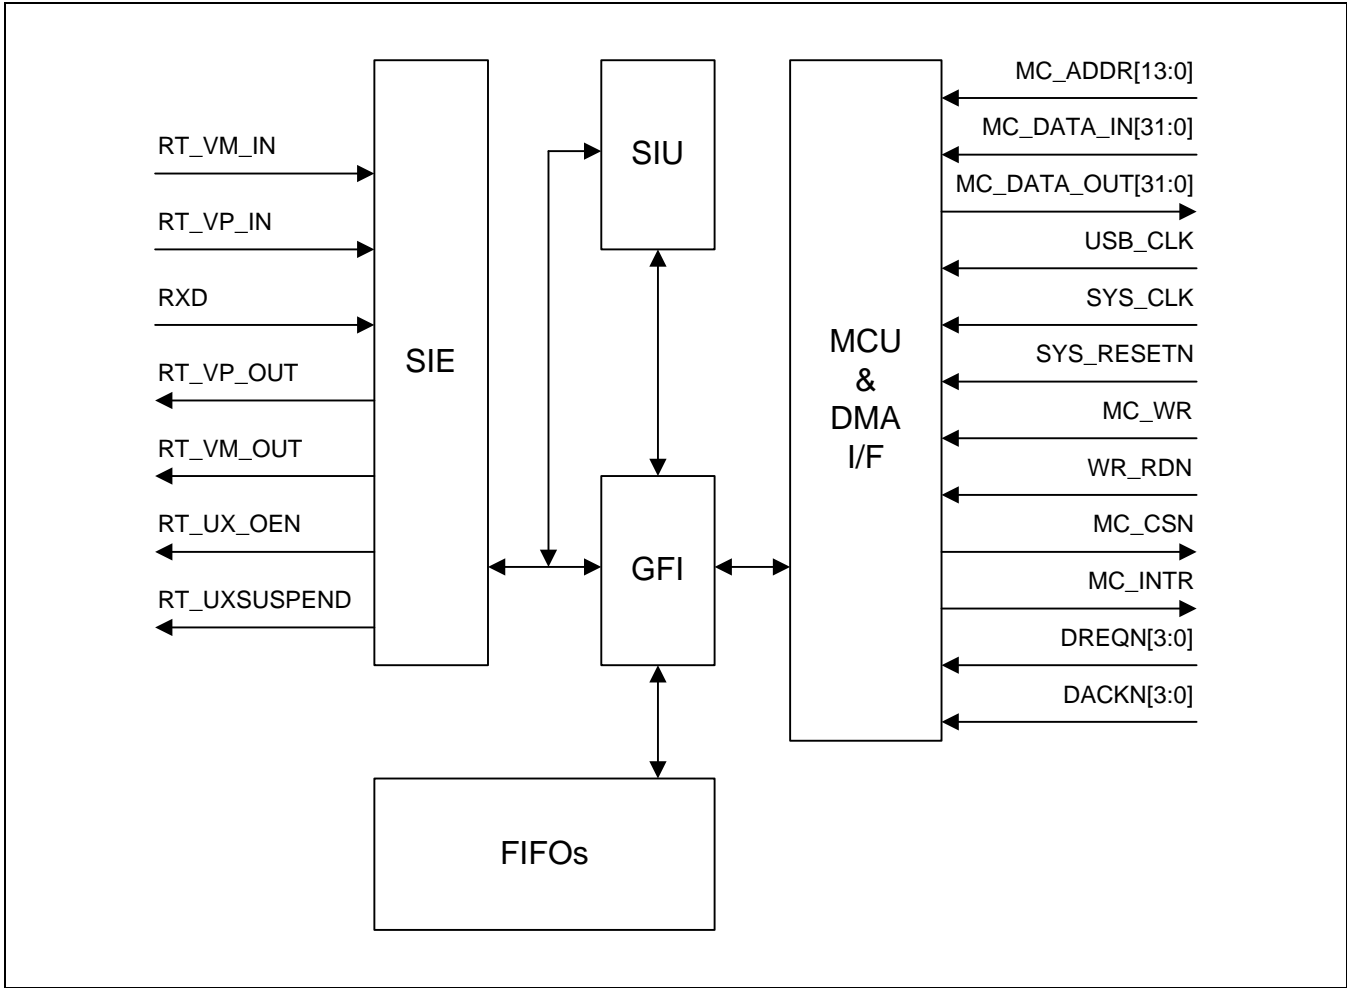 RT_VM_IN
RT_VP_IN
RXD
RT_VP_OUT
RT_VM_OUT
RT_UX_OEN
RT_UXSUSPEND
SIE
SIU
GFI
FIFOs
MCU
&
DMA
I/F
MC_ADDR[13:0]
MC_DATA_IN[31:0]
MC_DATA_OUT[31:0]
USB_CLK
SYS_CLK
SYS_RESETN
MC_WR
WR_RDN
MC_CSN
MC_INTR
DREQN[3:0]
DACKN[3:0]